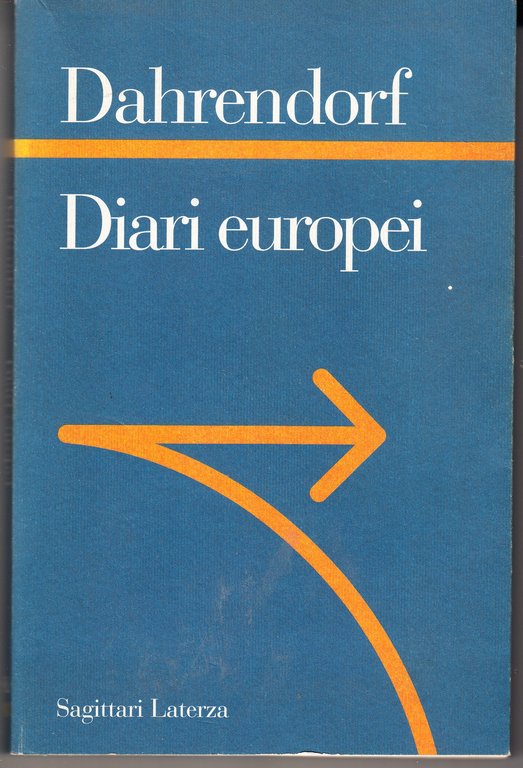 Dahrendorf
Diari europei
Sagittari Laterza